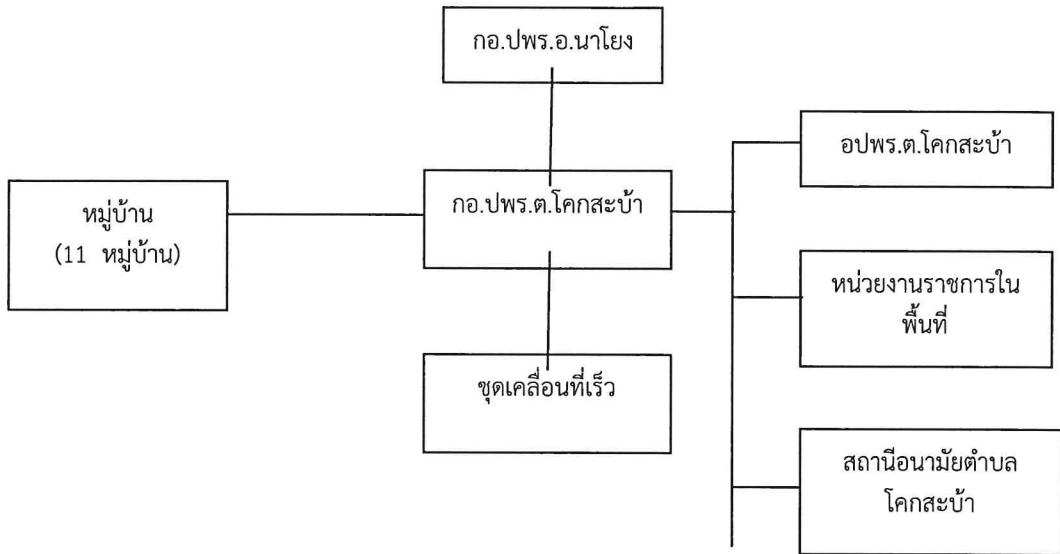 กอ.ปพร.อ.นาโยง
อปพร.ต.โคกสะบ้า
หมู่บ้าน
(11 หมู่บ้าน)
กอ.ปพร.ต.โคกสะบ้า
หน่วยงานราชการใน
พื้นที่
ชุดเคลื่อนที่เร็ว
สถานีอนามัยตำบล
โคกสะบ้า